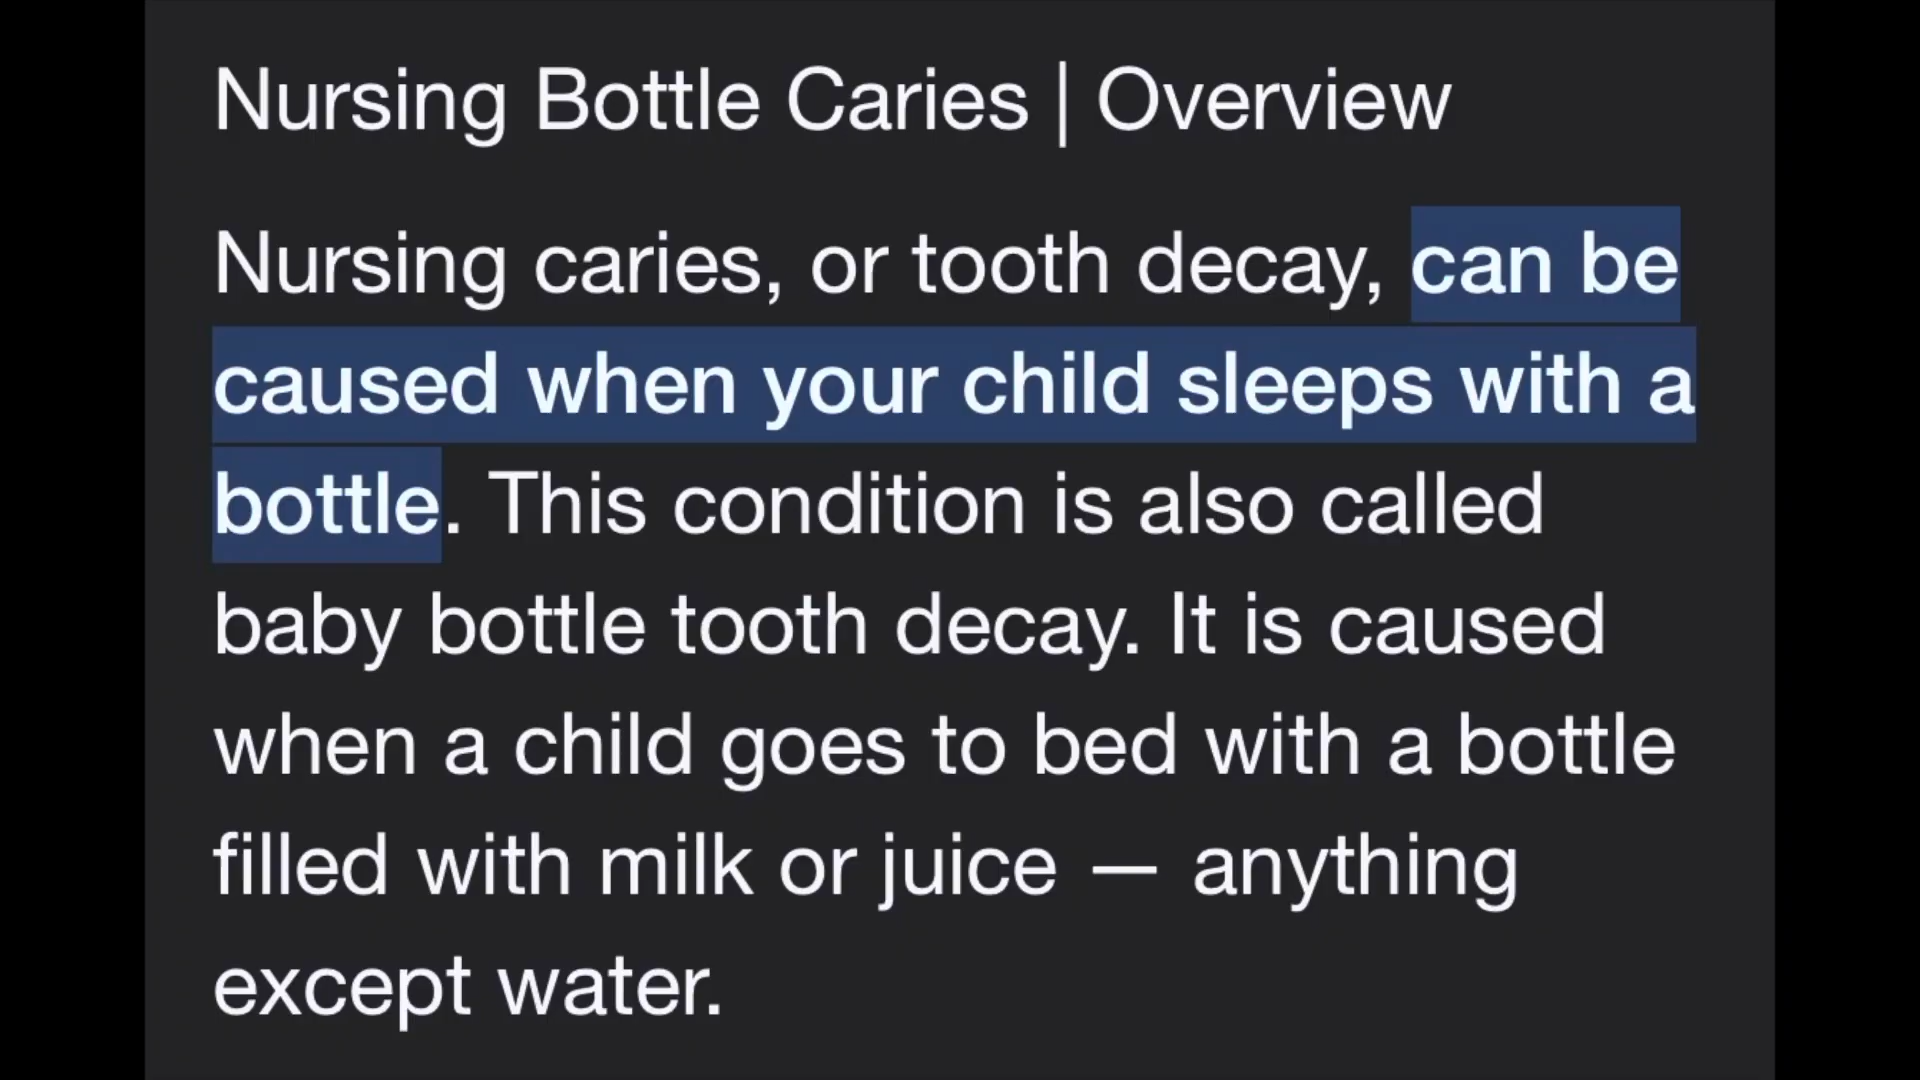 Nursing Bottle Caries | Overview
Nursing caries, or tooth decay, can be
caused when your child sleeps with a
bottle. This condition is also called
baby bottle tooth decay. It is caused
when a child goes to bed with a bottle
filled with milk or juice — anything
except water.